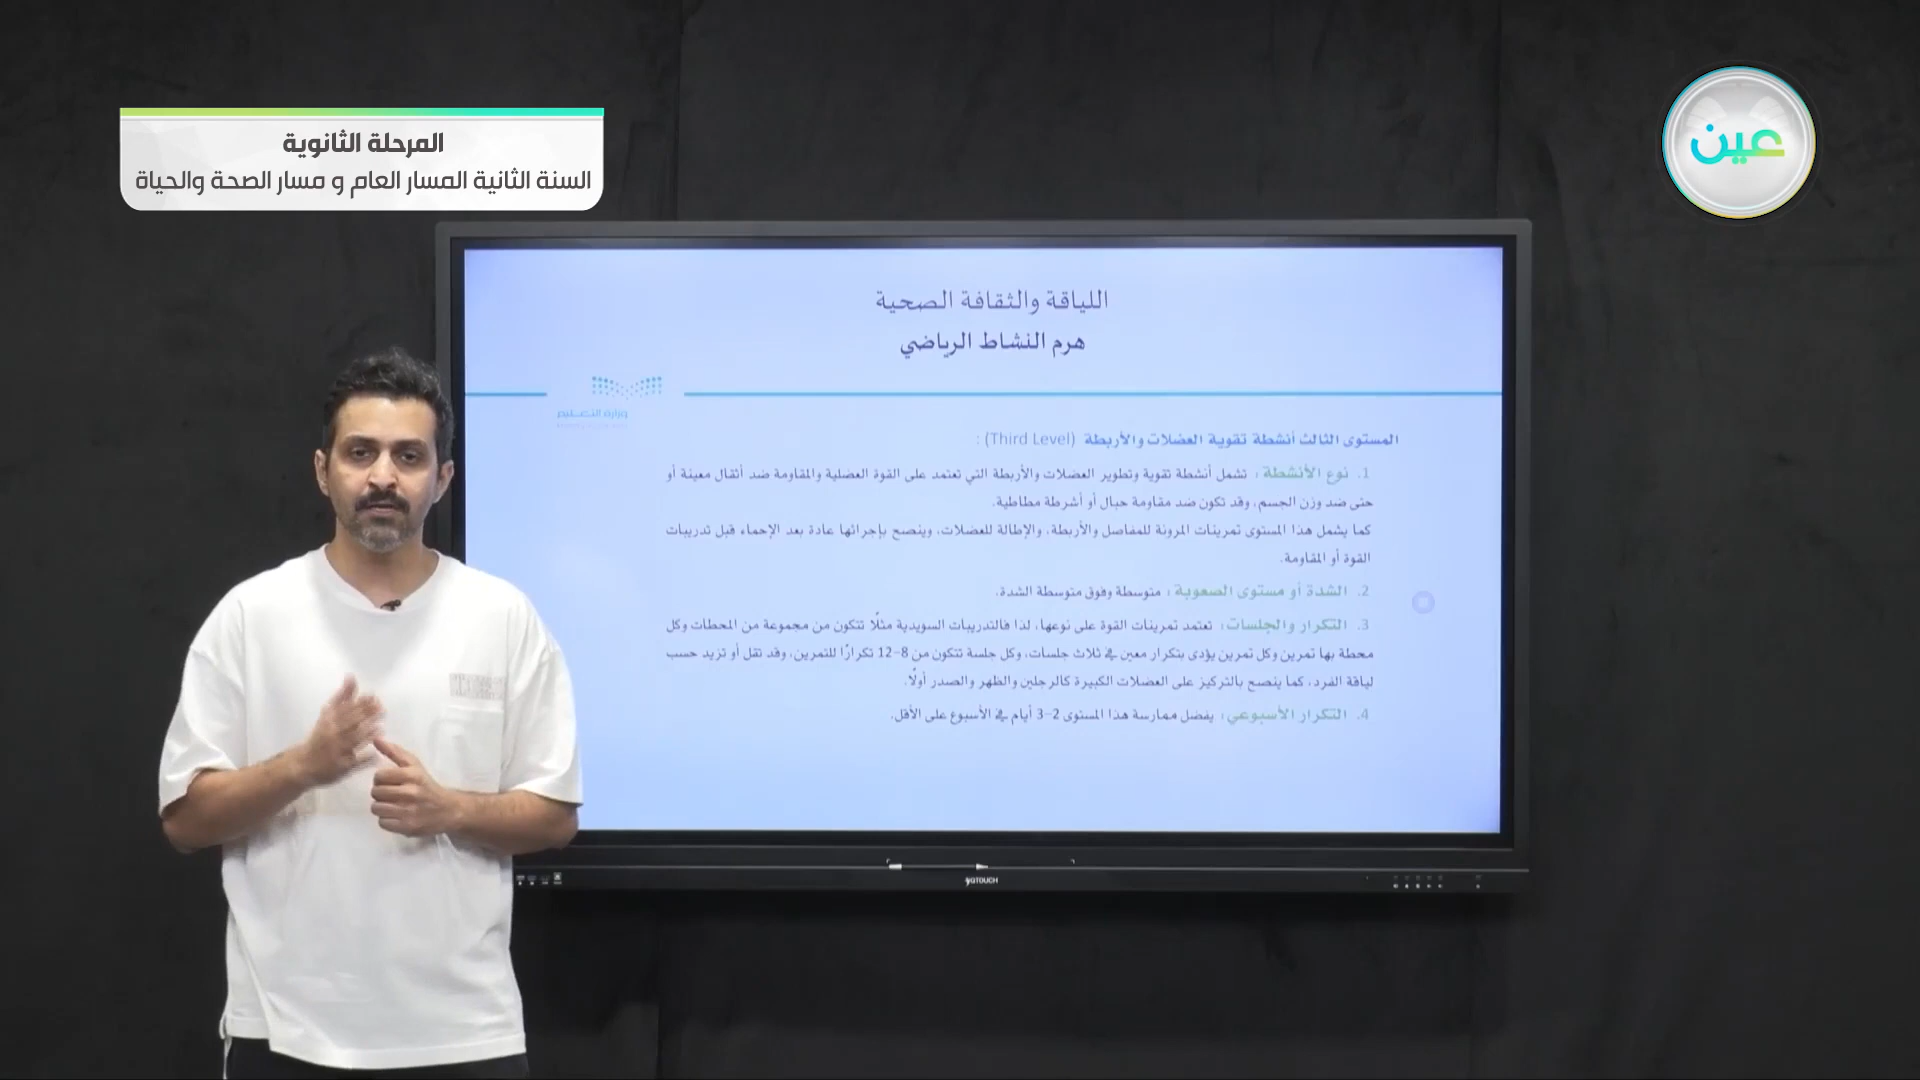 المرحلة الثانوية
السنة الثانية المسار العام و مسار الصحة والحياة
عين
اللياقة والثقافة الصحية
هرم النشاط الرياضي
وزارة التعليم
المستوى الثالث أنشطة تقوية العضلات والأربطة (Third Level) :
1. نوع الأنشطة : تشمل أنشطة تقوية وتطوير العضلات والأربطة التي تعتمد على القوة العضلية والمقاومة ضد أثقال معينة أو
حتى ضد وزن الجسم، وقد تكون ضد مقاومة حبال أو أشرطة مطاطية.
كما يشمل هذا المستوى تمرينات المرونة للمفاصل والأربطة، والإطالة للعضلات، وينصح بإجرائها عادة بعد الإحماء قبل تدريبات
القوة أو المقاومة.
2. الشدة أو مستوى الصعوبة : متوسطة وفوق متوسطة الشدة.
3. التكرار والجلسات : تعتمد تمرينات القوة على نوعها، لذا فالتدريبات السويدية مثلًا تتكون من مجموعة من المحطات وكل
محطة بها تمرين وكل تمرين يؤدى بتكرار معين في ثلاث جلسات، وكل جلسة تتكون من 8-12 تكرارًا للتمرين، وقد تقل أو تزيد حسب
لياقة الفرد، كما ينصح بالتركيز على العضلات الكبيرة كالرجلين والظهر والصدر أولًا.
4. التكرار الأسبوعي : يفضل ممارسة هذا المستوى 2-3 أيام في الأسبوع على الأقل.
VQTOUCH